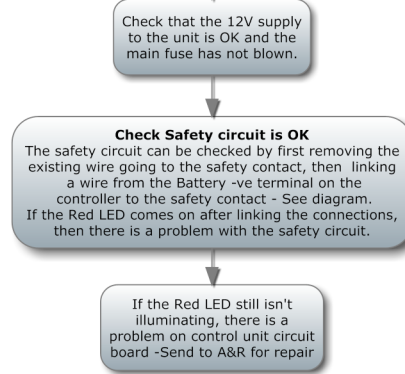 Check that the 12V supply
to the unit is OK and the
main fuse has not blown.
Check Safety circuit is OK
The safety circuit can be checked by first removing the
existing wire going to the safety contact, then linking
a wire from the Battery -ve terminal on the
controller to the safety contact - See diagram.
If the Red LED comes on after linking the connections,
then there is a problem with the safety circuit.
If the Red LED still isn't
illuminating, there is a
problem on control unit circuit
board -Send to A&R for repair